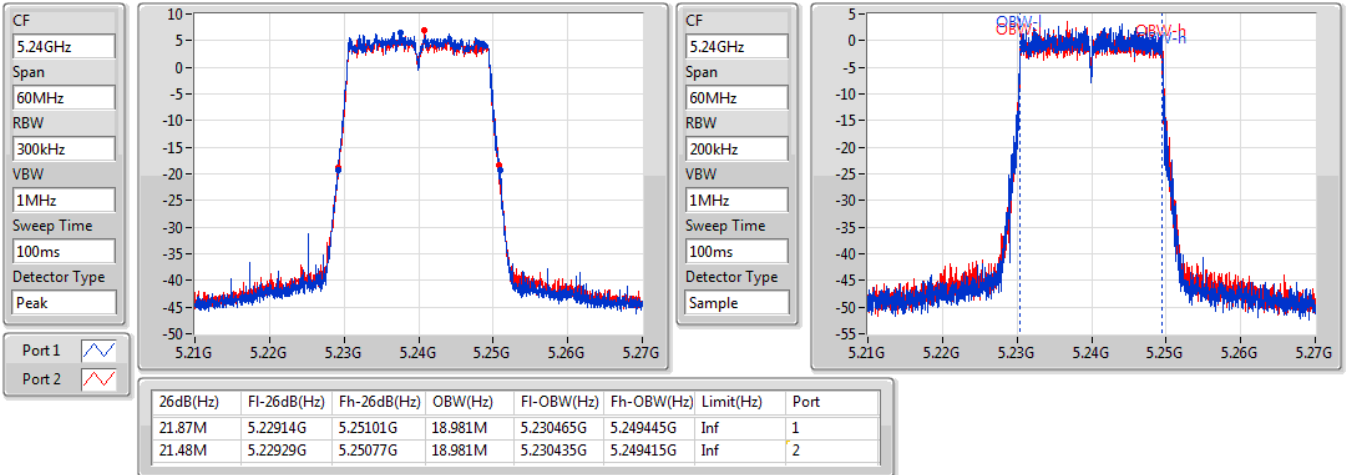 CF
5.24GHz
Span
60MHz
RBW
300kHz
VBW
1MHz
Sweep Time
100ms
Detector Type
Peak
Port 1
Port 2
10
5
0
-5
-10
-15
-20
-25
-30
-35
-40
-45
-50
5.21G 5.22G 5.23G 5.24G 5.25G 5.26G 5.27G
CF
5.24GHz
Span
60MHz
RBW
200kHz
VBW
1MHz
Sweep Time
100ms
Detector Type
Sample
OBW-l
OBW-h
5
0
-5
-10
-15
-20
-25
-30
-35
-40
-45
-50
-55
5.21G 5.22G 5.23G 5.24G 5.25G 5.26G 5.27G
26dB(Hz) Fl-26dB(Hz) Fh-26dB(Hz) OBW(Hz) Fl-OBW(Hz) Fh-OBW(Hz) Limit(Hz) Port
21.87M 5.22914G 5.25101G 18.981M 5.230465G 5.249445G Inf 1
21.48M 5.22929G 5.25077G 18.981M 5.230435G 5.249415G Inf 2